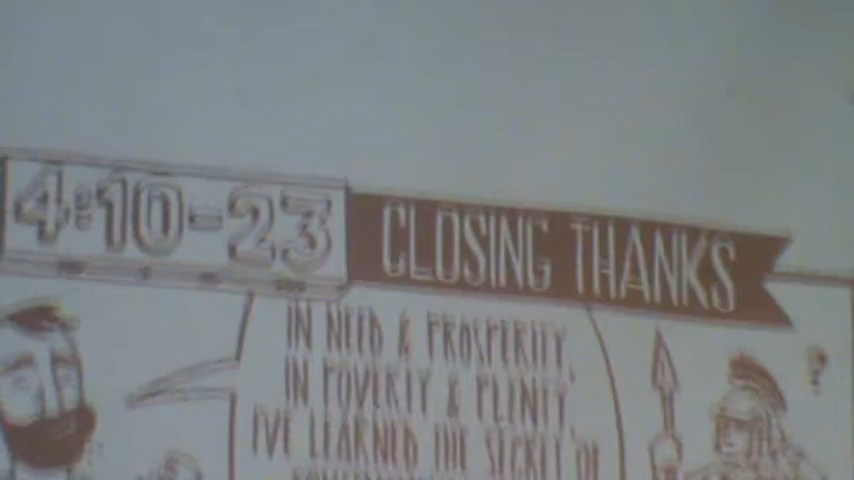 4:10-23 CLOSING THANKS
IN NEED & PROSPERITY,
IN POVERTY & PLENTY,
I'VE LEARNED THE SECRET OF